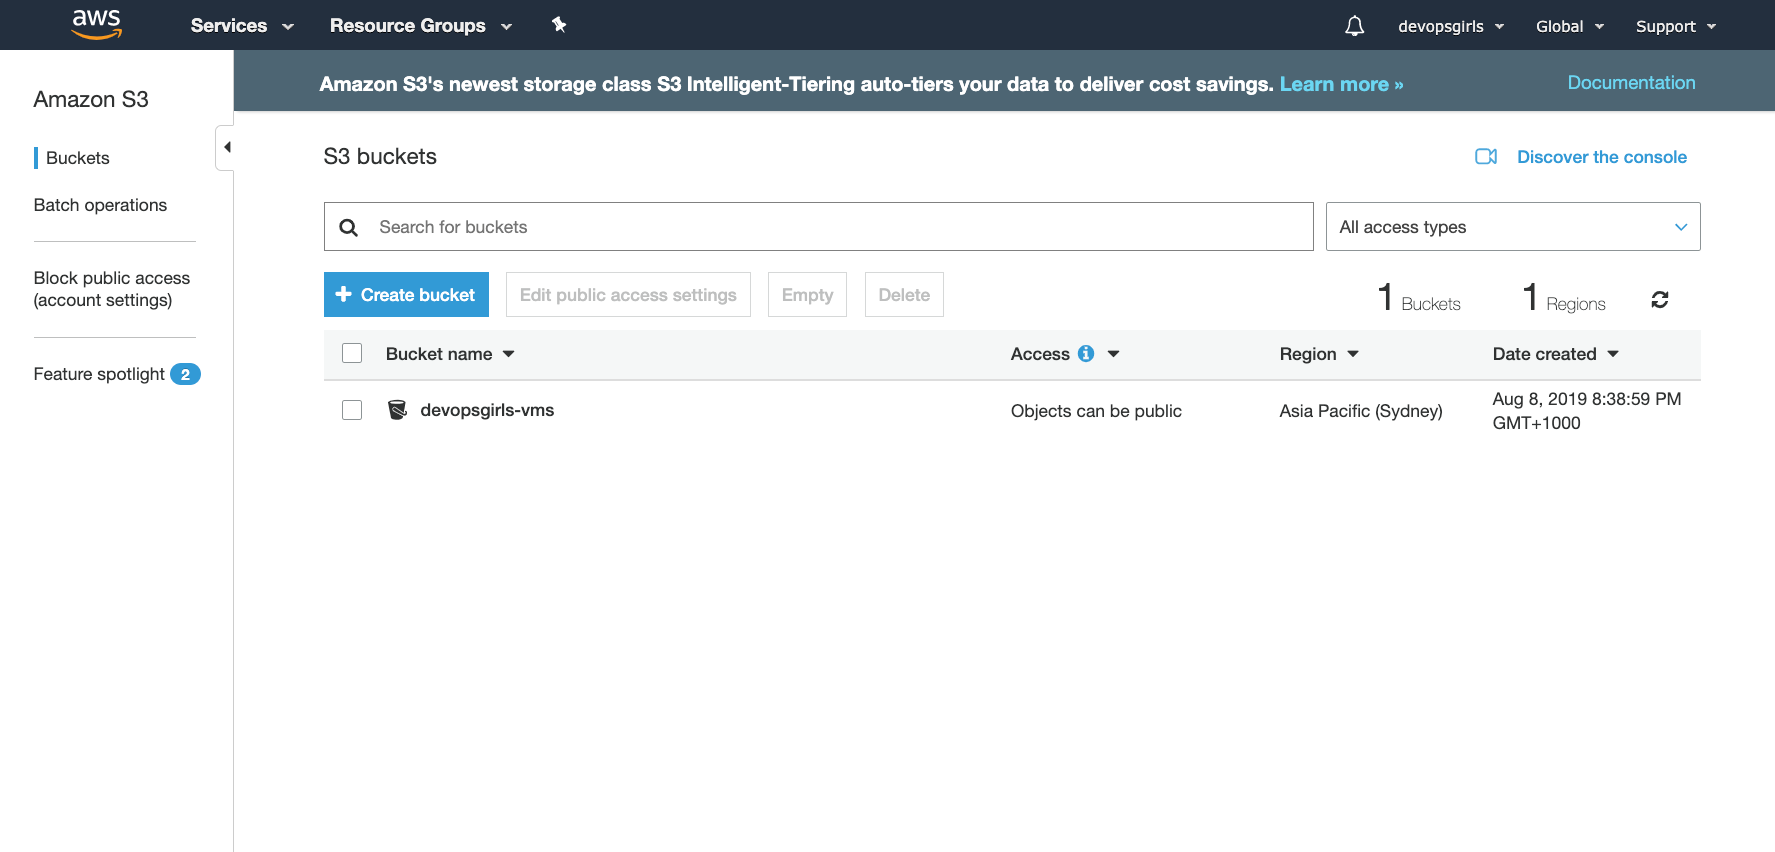 aws
Services
Resource Groups
devopsgirls
Global
Support
Amazon S3's newest storage class S3 Intelligent-Tiering auto-tiers your data to deliver cost savings. Learn more »
Documentation
Amazon S3
Buckets
Batch operations
Block public access
(account settings)
Feature spotlight 2
S3 buckets
Discover the console
Search for buckets
All access types
+ Create bucket
Edit public access settings
Empty
Delete
1 Buckets
1 Regions
Bucket name
Access
Region
Date created
devopsgirls-vms
Objects can be public
Asia Pacific (Sydney)
Aug 8, 2019 8:38:59 PM
GMT+1000